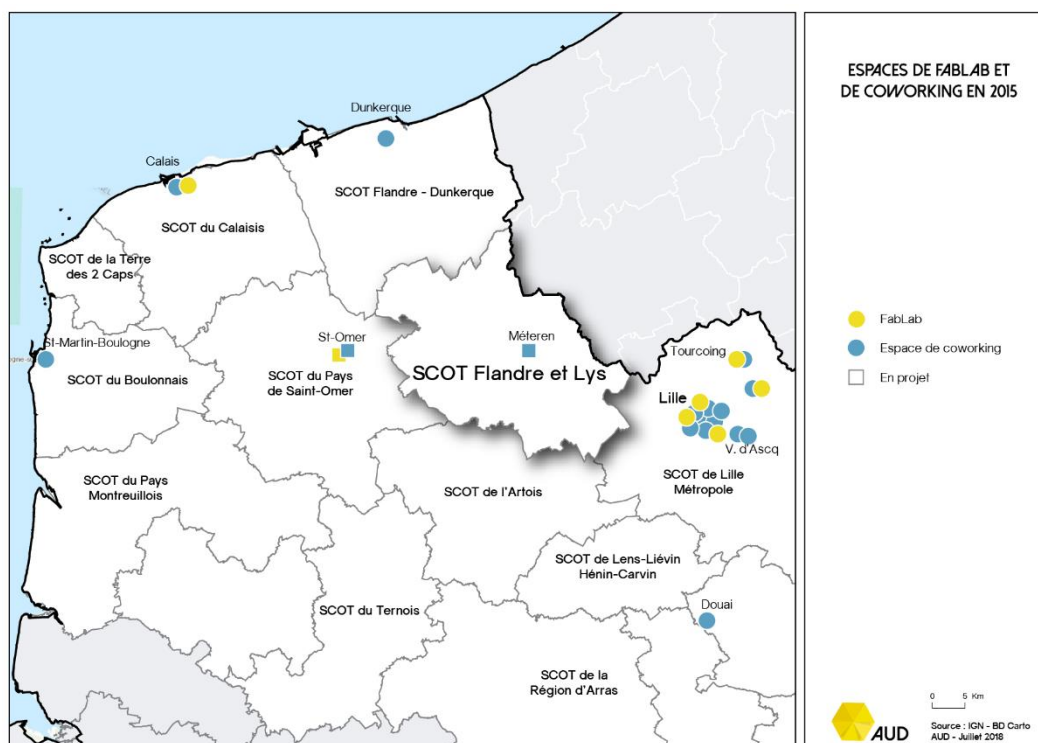 ESPACES DE FABLAB ET
DE COWORKING EN 2015
Dunkerque
Calais
SCOT Flandre - Dunkerque
SCOT du Calaisis
SCOT de la Terre
des 2 Caps
St-Martin-Boulogne
SCOT du Boulonnais
St-Omer
SCOT du Pays
de Saint-Omer
Méteren
SCOT Flandre et Lys
Tourcoing
Lille
V. d'Ascq
SCOT de Lille
Métropole
SCOT du Pays
Montreuillois
SCOT de l'Artois
SCOT de Lens-Liévin
Hénin-Carvin
SCOT du Ternois
Douai
SCOT de la
Région d'Arras
FabLab
Espace de coworking
En projet
0 5 Km
AUD
Source : IGN - BD Carto
AUD - Juillet 2018